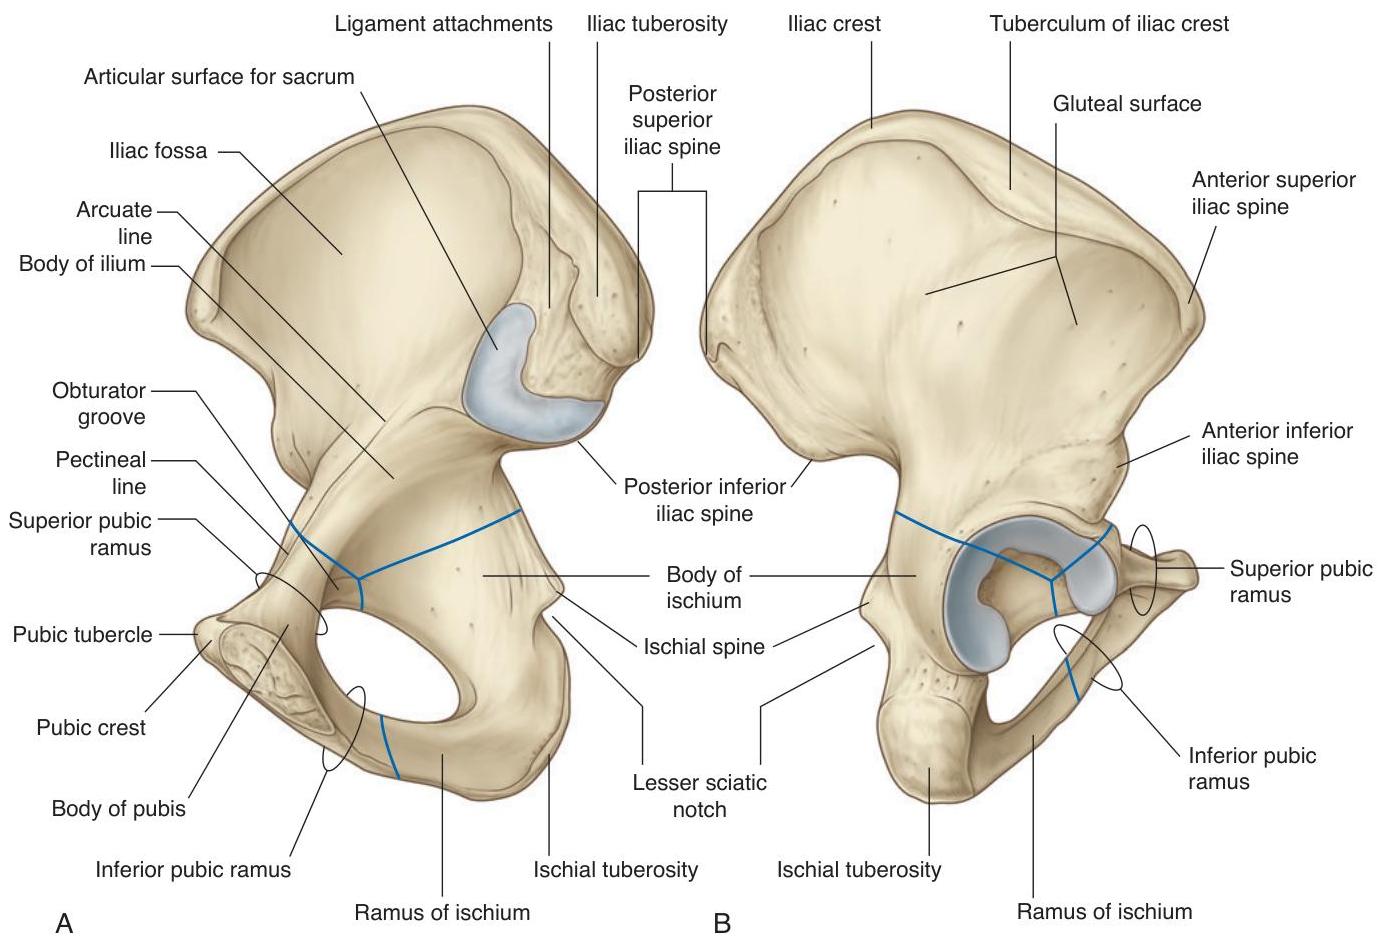 Ligament attachments
Iliac tuberosity
Iliac crest
Tuberculum of iliac crest
Articular surface for sacrum
Posterior
superior
iliac spine
Gluteal surface
Iliac fossa
Anterior superior
iliac spine
Arcuate
line
Body of ilium
Obturator
groove
Anterior inferior
iliac spine
Pectineal
line
Posterior inferior
iliac spine
Superior pubic
ramus
Body of
ischium
Superior pubic
ramus
Pubic tubercle
Ischial spine
Pubic crest
Lesser sciatic
notch
Inferior pubic
ramus
Body of pubis
Inferior pubic ramus
Ischial tuberosity
Ischial tuberosity
Ramus of ischium
Ramus of ischium
A
B